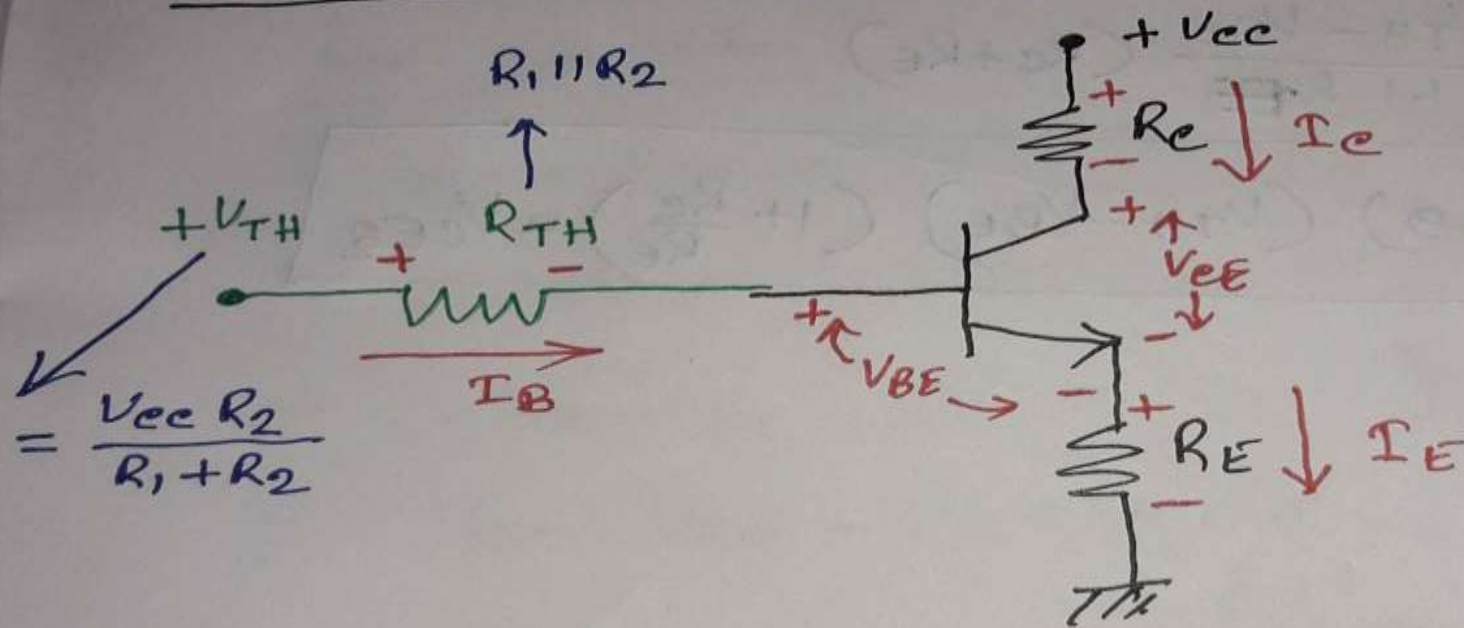 + Vcc
R1 || R2
+ Rc Ic
-
+VTH RTH
+ -
+
VCE
-
IB
+ VBE -
= Vcc R2 / R1 + R2
+ RE IE
-